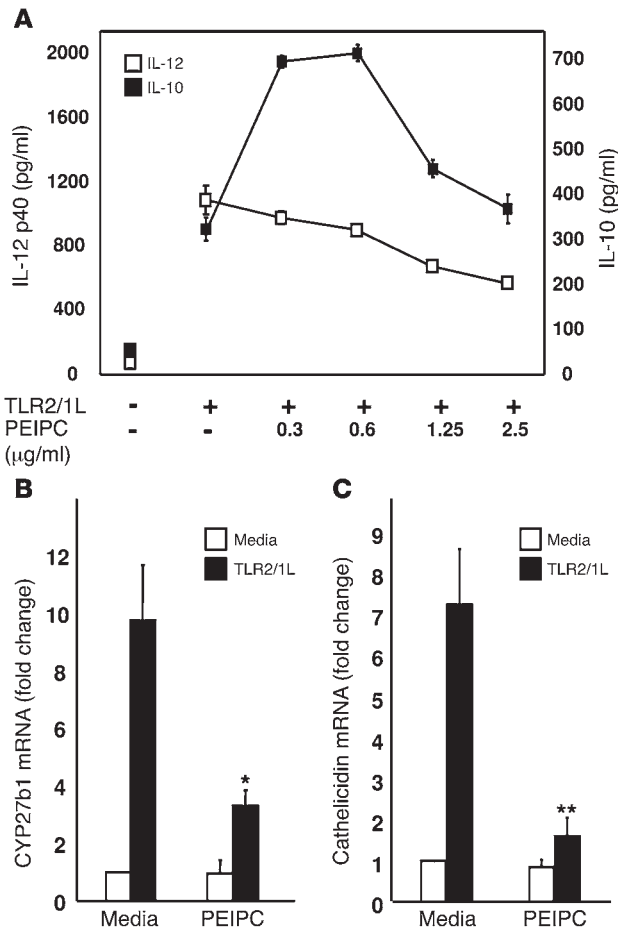 A
IL-12 p40 (pg/ml)
2000
1600
1200
800
400
0
IL-12
IL-10
700
600
500
400
300
200
100
0
IL-10 (pg/ml)
TLR2/1L - + + + + +
PEIPC - - 0.3 0.6 1.25 2.5
(μg/ml)
B
CYP27b1 mRNA (fold change)
12
10
8
6
4
2
0
Media
TLR2/1L
*
Media PEIPC
C
Cathelicidin mRNA (fold change)
9
8
7
6
5
4
3
2
1
0
Media
TLR2/1L
**
Media PEIPC